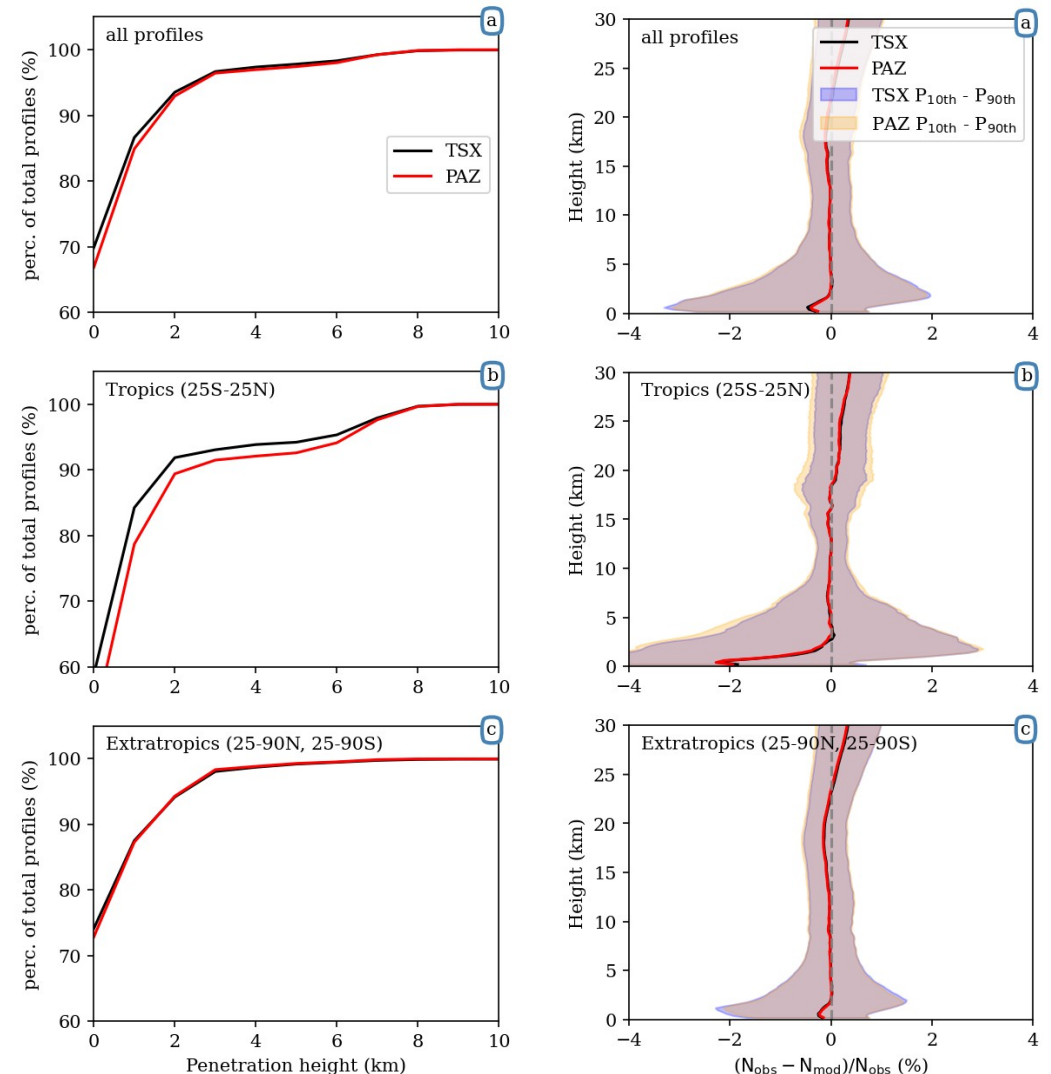 a
all profiles
perc. of total profiles (%)
100
90
80
70
60
TSX
PAZ
0 2 4 6 8 10
a
all profiles
Height (km)
30
25
20
15
10
5
0
TSX
PAZ
TSX P10th - P90th
PAZ P10th - P90th
−4 −2 0 2 4
b
Tropics (25S-25N)
perc. of total profiles (%)
100
90
80
70
60
0 2 4 6 8 10
b
Tropics (25S-25N)
Height (km)
30
25
20
15
10
5
0
−4 −2 0 2 4
c
Extratropics (25-90N, 25-90S)
perc. of total profiles (%)
100
90
80
70
60
0 2 4 6 8 10
Penetration height (km)
c
Extratropics (25-90N, 25-90S)
Height (km)
30
25
20
15
10
5
0
−4 −2 0 2 4
(Nobs − Nmod)/Nobs (%)